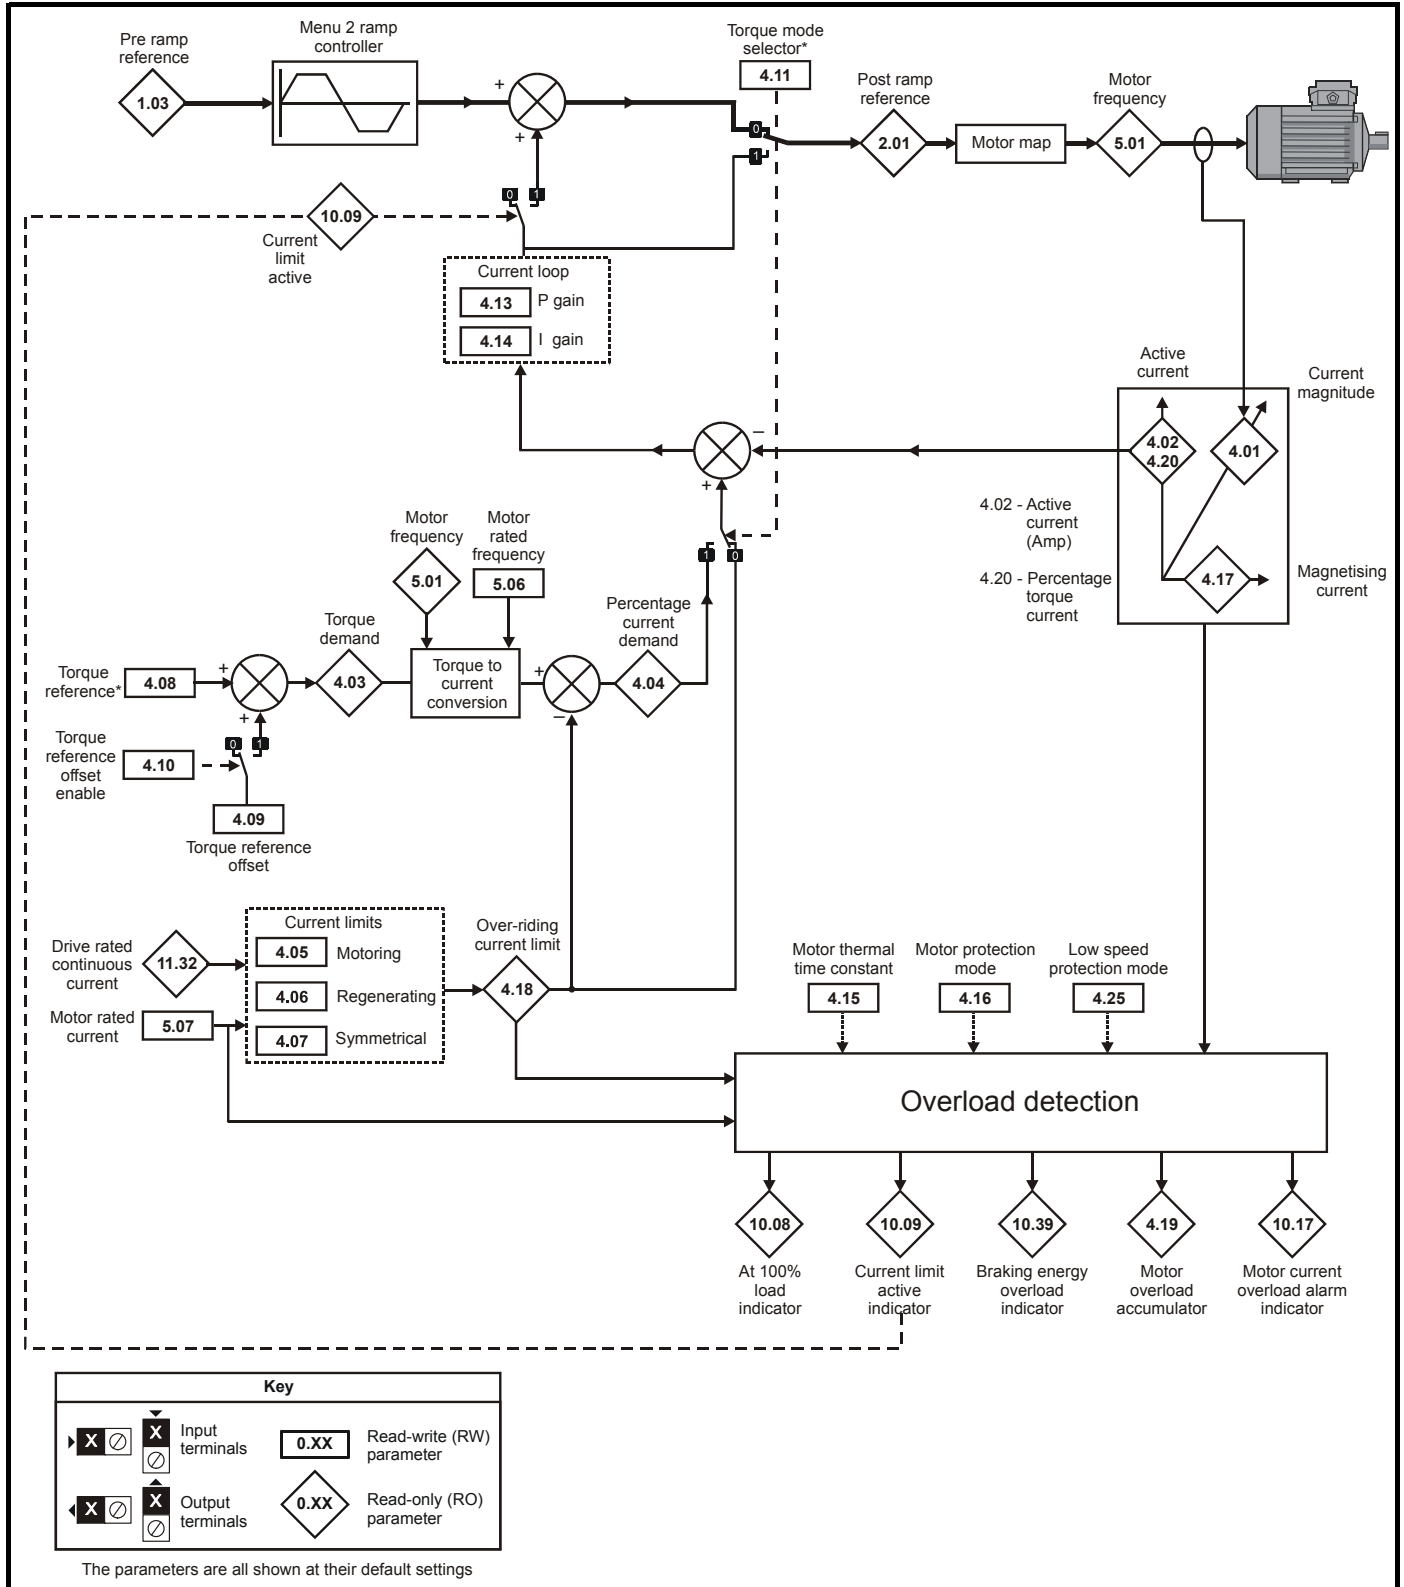 Pre ramp
reference
1.03
Menu 2 ramp
controller
+
+
Torque mode
selector*
4.11
0
1
Post ramp
reference
2.01
Motor map
Motor
frequency
5.01
10.09
Current
limit
active
0
1
Current loop
4.13
P gain
4.14
I gain
Active
current
Current
magnitude
4.02
4.20
4.01
4.17
Magnetising
current
4.02 - Active
current
(Amp)
4.20 - Percentage
torque
current
–
+
1
0
Motor
frequency
5.01
Motor
rated
frequency
5.06
Torque
reference*
4.08
+
+
Torque
demand
4.03
Torque to
current
conversion
+
–
Percentage
current
demand
4.04
Torque
reference
offset
enable
4.10
0
1
4.09
Torque reference
offset
Drive rated
continuous
current
11.32
Motor rated
current
5.07
Current limits
4.05
Motoring
4.06
Regenerating
4.07
Symmetrical
Over-riding
current limit
4.18
Motor thermal
time constant
4.15
Motor protection
mode
4.16
Low speed
protection mode
4.25
Overload detection
10.08
At 100%
load
indicator
10.09
Current limit
active
indicator
10.39
Braking energy
overload
indicator
4.19
Motor
overload
accumulator
10.17
Motor current
overload alarm
indicator
Key
X
X
Input
terminals
0.XX
Read-write (RW)
parameter
X
X
Output
terminals
0.XX
Read-only (RO)
parameter
The parameters are all shown at their default settings